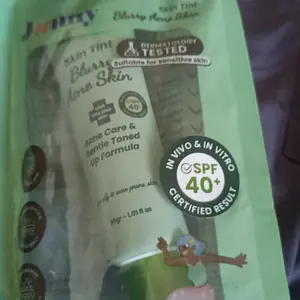 Skin Tint
Blurry Acne Skin
Skin Tint
Blurry
Acne Skin
DERMATOLOGY
TESTED
Suitable for sensitive skin
SPF
40+
Acne Care &
Gentle Toned
Up Formula
IN VIVO & IN VITRO
SPF
40+
CERTIFIED RESULT